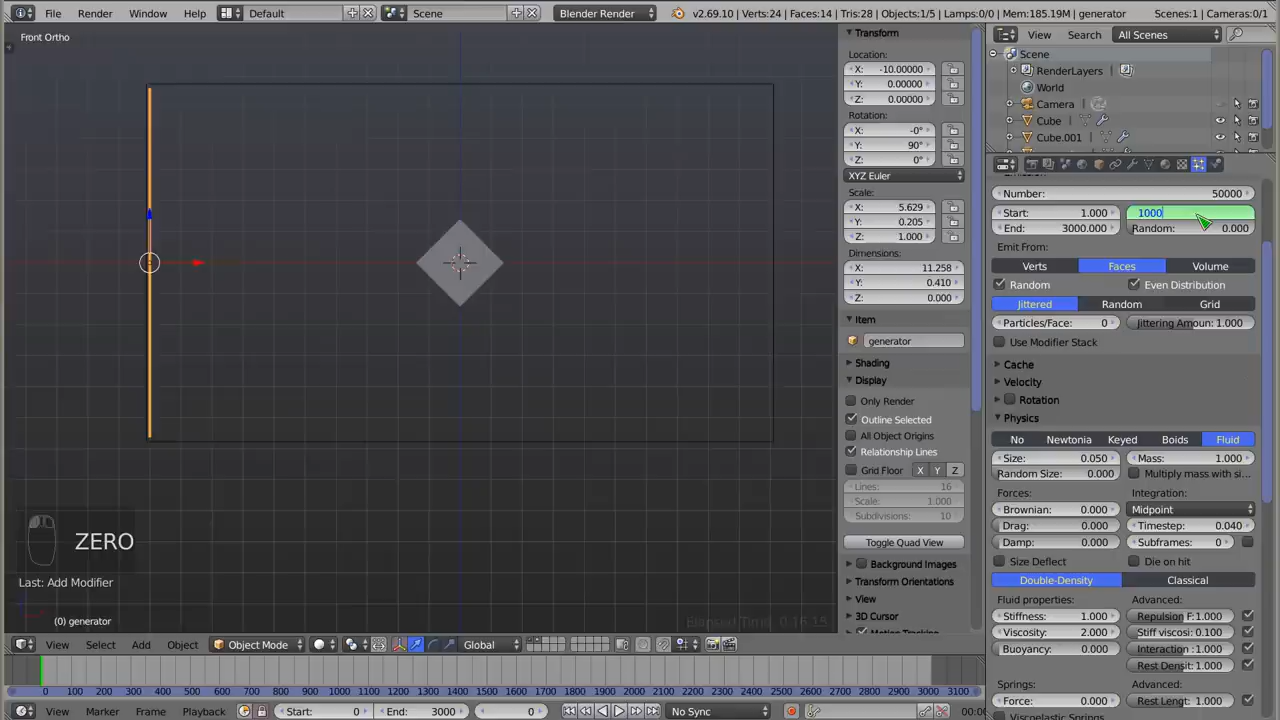 File Render Window Help Default Scene Blender Render v2.69.10 | Verts:24 | Faces:14 | Tris:28 | Objects:1/5 | Lamps:0/0 | Mem:185.19M | generator Scenes:1 | Cameras:0/1
Front Ortho
Transform
Location:
X: -10.00000
Y: 0.00000
Z: 0.00000
Rotation:
X: -0°
Y: 90°
Z: 0°
XYZ Euler
Scale:
X: 5.629
Y: 0.205
Z: 1.000
Dimensions:
X: 11.258
Y: 0.410
Z: 0.000
Item
generator
Shading
Display
Only Render
Outline Selected
All Object Origins
Relationship Lines
Grid Floor X Y Z
Lines: 16
Scale: 1.000
Subdivisions: 10
Toggle Quad View
Background Images
Transform Orientations
View
3D Cursor
Motion Tracking
View Search All Scenes
Scene
RenderLayers
World
Camera
Cube
Cube.001
Emission
Number: 50000
Start: 1.000 1000
End: 3000.000 Random: 0.000
Emit From:
Verts Faces Volume
Random Even Distribution
Jittered Random Grid
Particles/Face: 0 Jittering Amoun: 1.000
Use Modifier Stack
Cache
Velocity
Rotation
Physics
No Newtonia Keyed Boids Fluid
Size: 0.050 Mass: 1.000
Random Size: 0.000 Multiply mass with si...
Forces: Integration:
Brownian: 0.000 Midpoint
Drag: 0.000 Timestep: 0.040
Damp: 0.000 Subframes: 0
Size Deflect Die on hit
Double-Density Classical
Fluid properties: Advanced:
Stiffness: 1.000 Repulsion F: 1.000
Viscosity: 2.000 Stiff viscosi: 0.100
Buoyancy: 0.000 Interaction : 1.000
Rest Densit: 1.000
Springs: Advanced:
Force: 0.000 Rest Lengt: 1.000
Viscoelastic Springs
ZERO
Last: Add Modifier
(0) generator
Elapsed Time 0:16:15
View Select Add Object Object Mode Global
0 100 200 300 400 500 600 700 800 900 1000 1100 1200 1300 1400 1500 1600 1700 1800 1900 2000 2100 2200 2300 2400 2500 2600 2700 2800 2900 3000 3100
View Marker Frame Playback Start: 0 End: 3000 0 No Sync 00:0